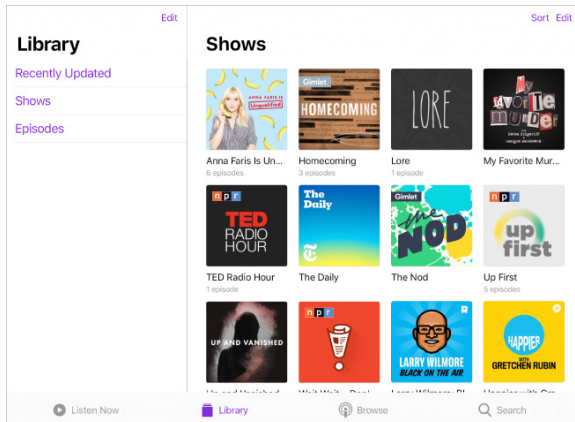 Edit
Library
Recently Updated
Shows
Episodes
Sort Edit
Shows
ANNA FARIS IS
Unqualified
Gimlet
HOMECOMING
LORE
My
FAVORITE
MURDER
Anna Faris Is Un...
6 episodes
Homecoming
3 episodes
Lore
1 episode
My Favorite Mur...
npr
TED
RADIO
HOUR
The
Daily
Gimlet
the
NOD
npr
up
first
TED Radio Hour
1 episode
The Daily
The Nod
Up First
5 episodes
UP AND VANISHED
npr
LARRY WILMORE
BLACK ON THE AIR
HAPPIER
WITH
GRETCHEN RUBIN
Listen Now
Library
Browse
Search